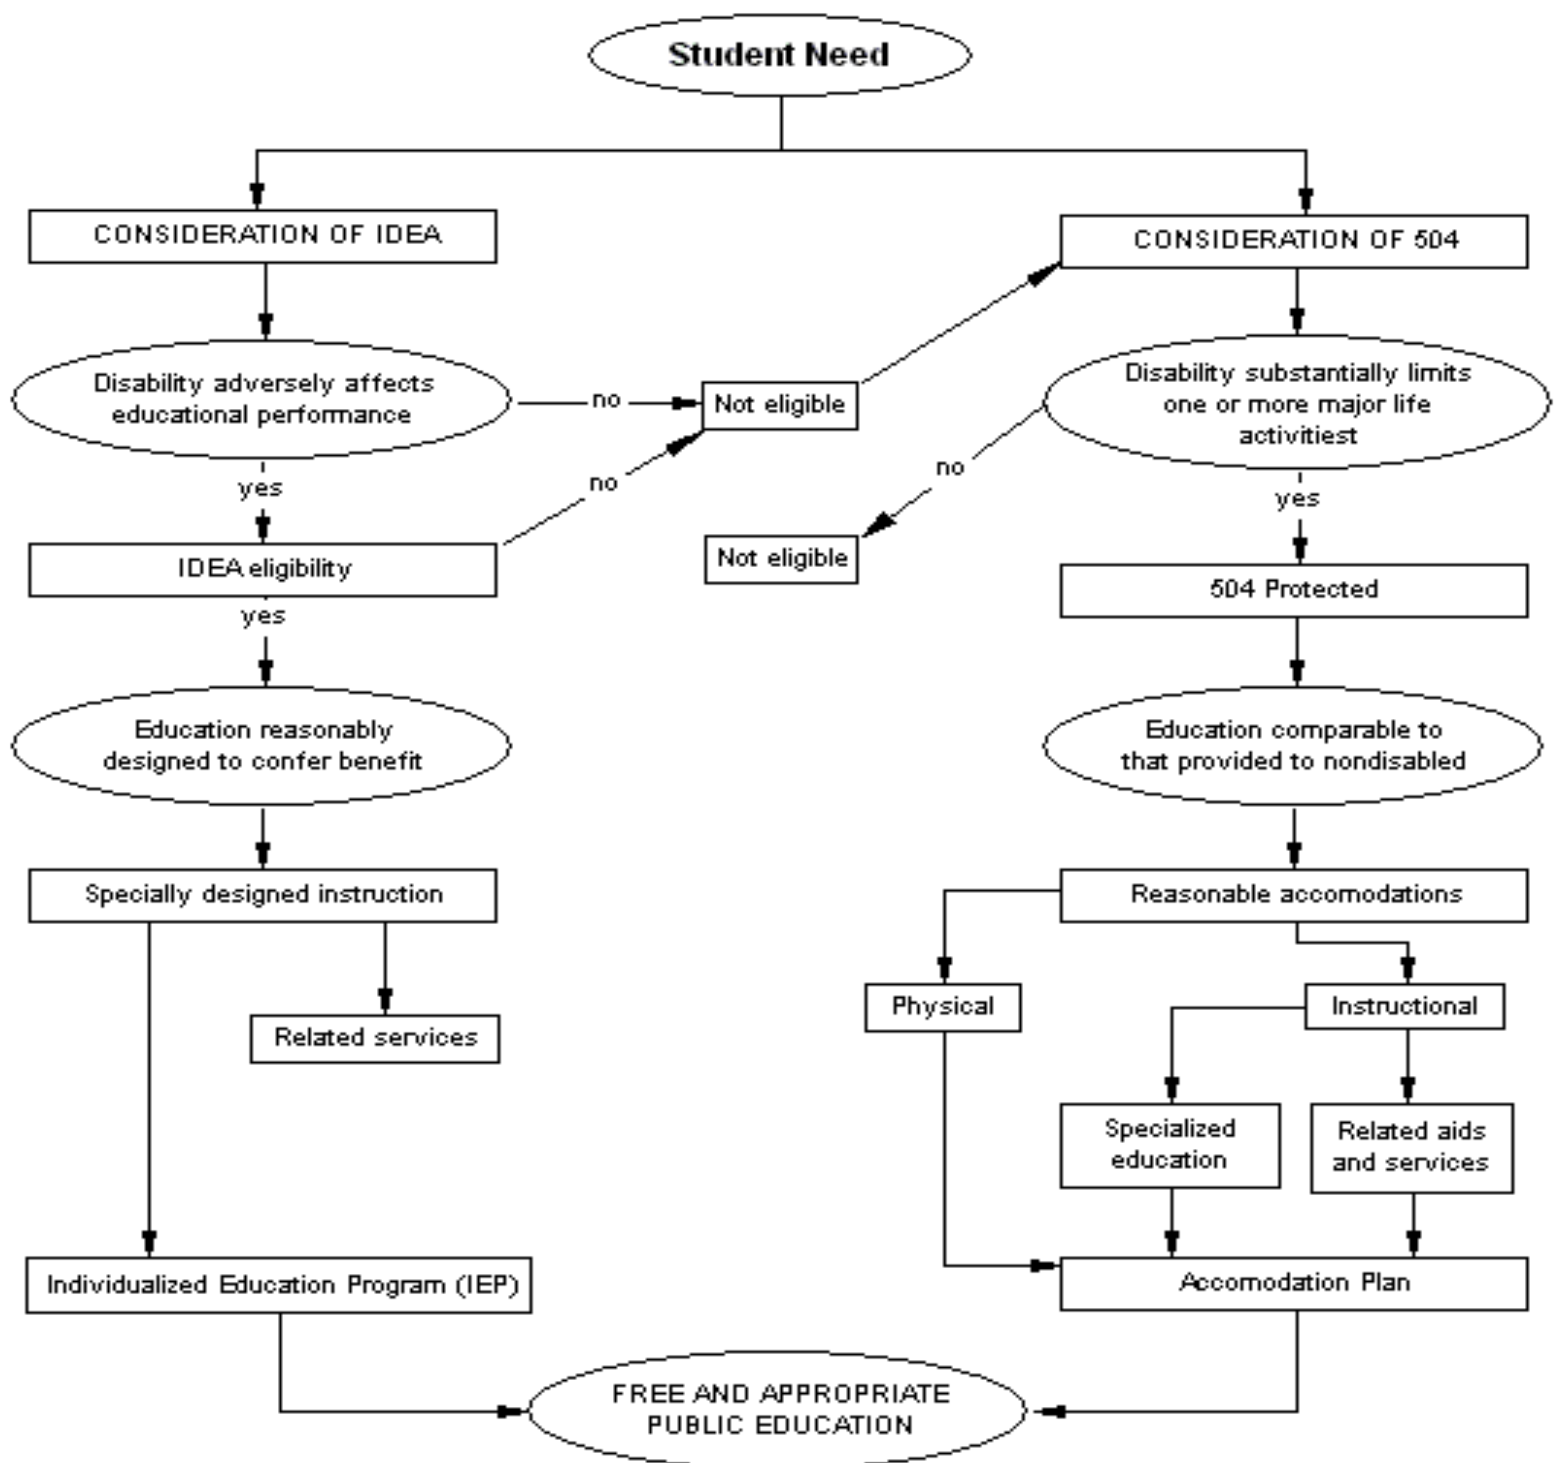 Student Need
CONSIDERATION OF IDEA
CONSIDERATION OF 504
Disability adversely affects
educational performance
no
Not eligible
Disability substantially limits
one or more major life
activitiest
yes
no
no
yes
IDEA eligibility
Not eligible
504 Protected
yes
Education reasonably
designed to confer benefit
Education comparable to
that provided to nondisabled
Specially designed instruction
Reasonable accomodations
Related services
Physical
Instructional
Specialized
education
Related aids
and services
Individualized Education Program (IEP)
Accomodation Plan
FREE AND APPROPRIATE
PUBLIC EDUCATION